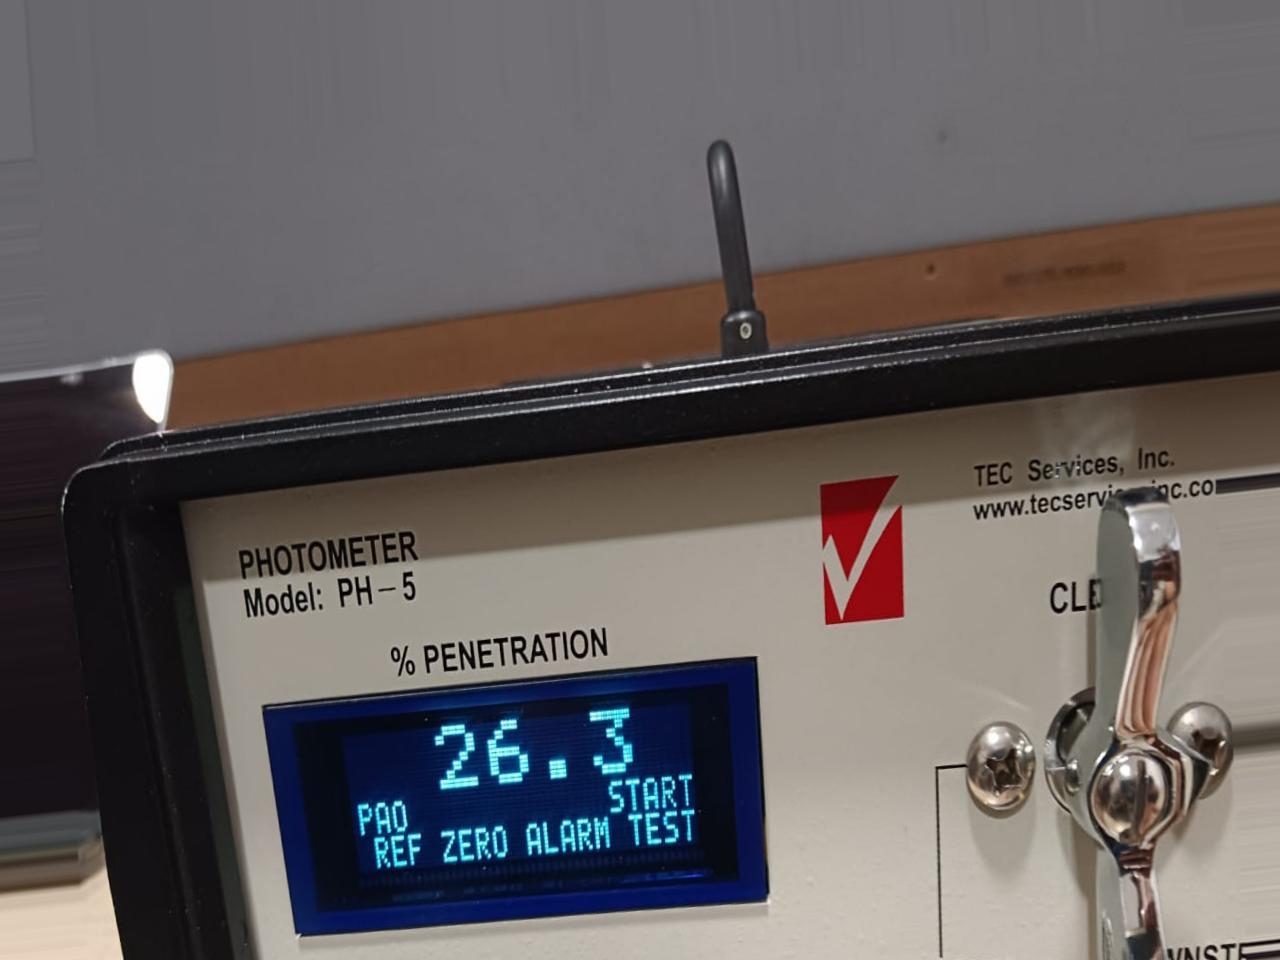 TEC Services, Inc.
PHOTOMETER
Model: PH-5
% PENETRATION
26.3
START
PAO
REF ZERO ALARM TEST